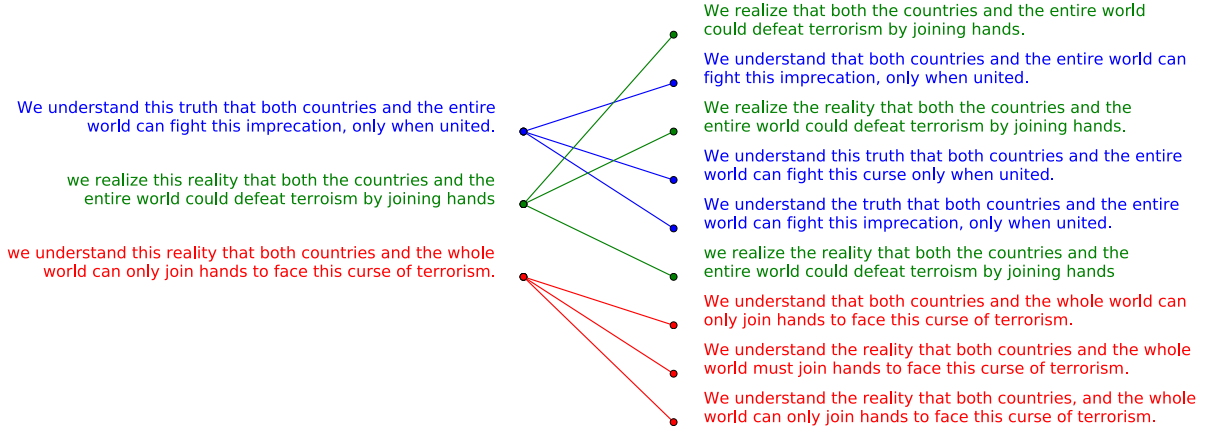 We understand this truth that both countries and the entire
world can fight this imprecation, only when united.
we realize this reality that both the countries and the
entire world could defeat terroism by joining hands
we understand this reality that both countries and the whole
world can only join hands to face this curse of terrorism.
We realize that both the countries and the entire world
could defeat terrorism by joining hands.
We understand that both countries and the entire world can
fight this imprecation, only when united.
We realize the reality that both the countries and the
entire world could defeat terrorism by joining hands.
We understand this truth that both countries and the entire
world can fight this curse only when united.
We understand the truth that both countries and the entire
world can fight this imprecation, only when united.
we realize the reality that both the countries and the
entire world could defeat terroism by joining hands
We understand that both countries and the whole world can
only join hands to face this curse of terrorism.
We understand the reality that both countries and the whole
world must join hands to face this curse of terrorism.
We understand the reality that both countries, and the whole
world can only join hands to face this curse of terrorism.